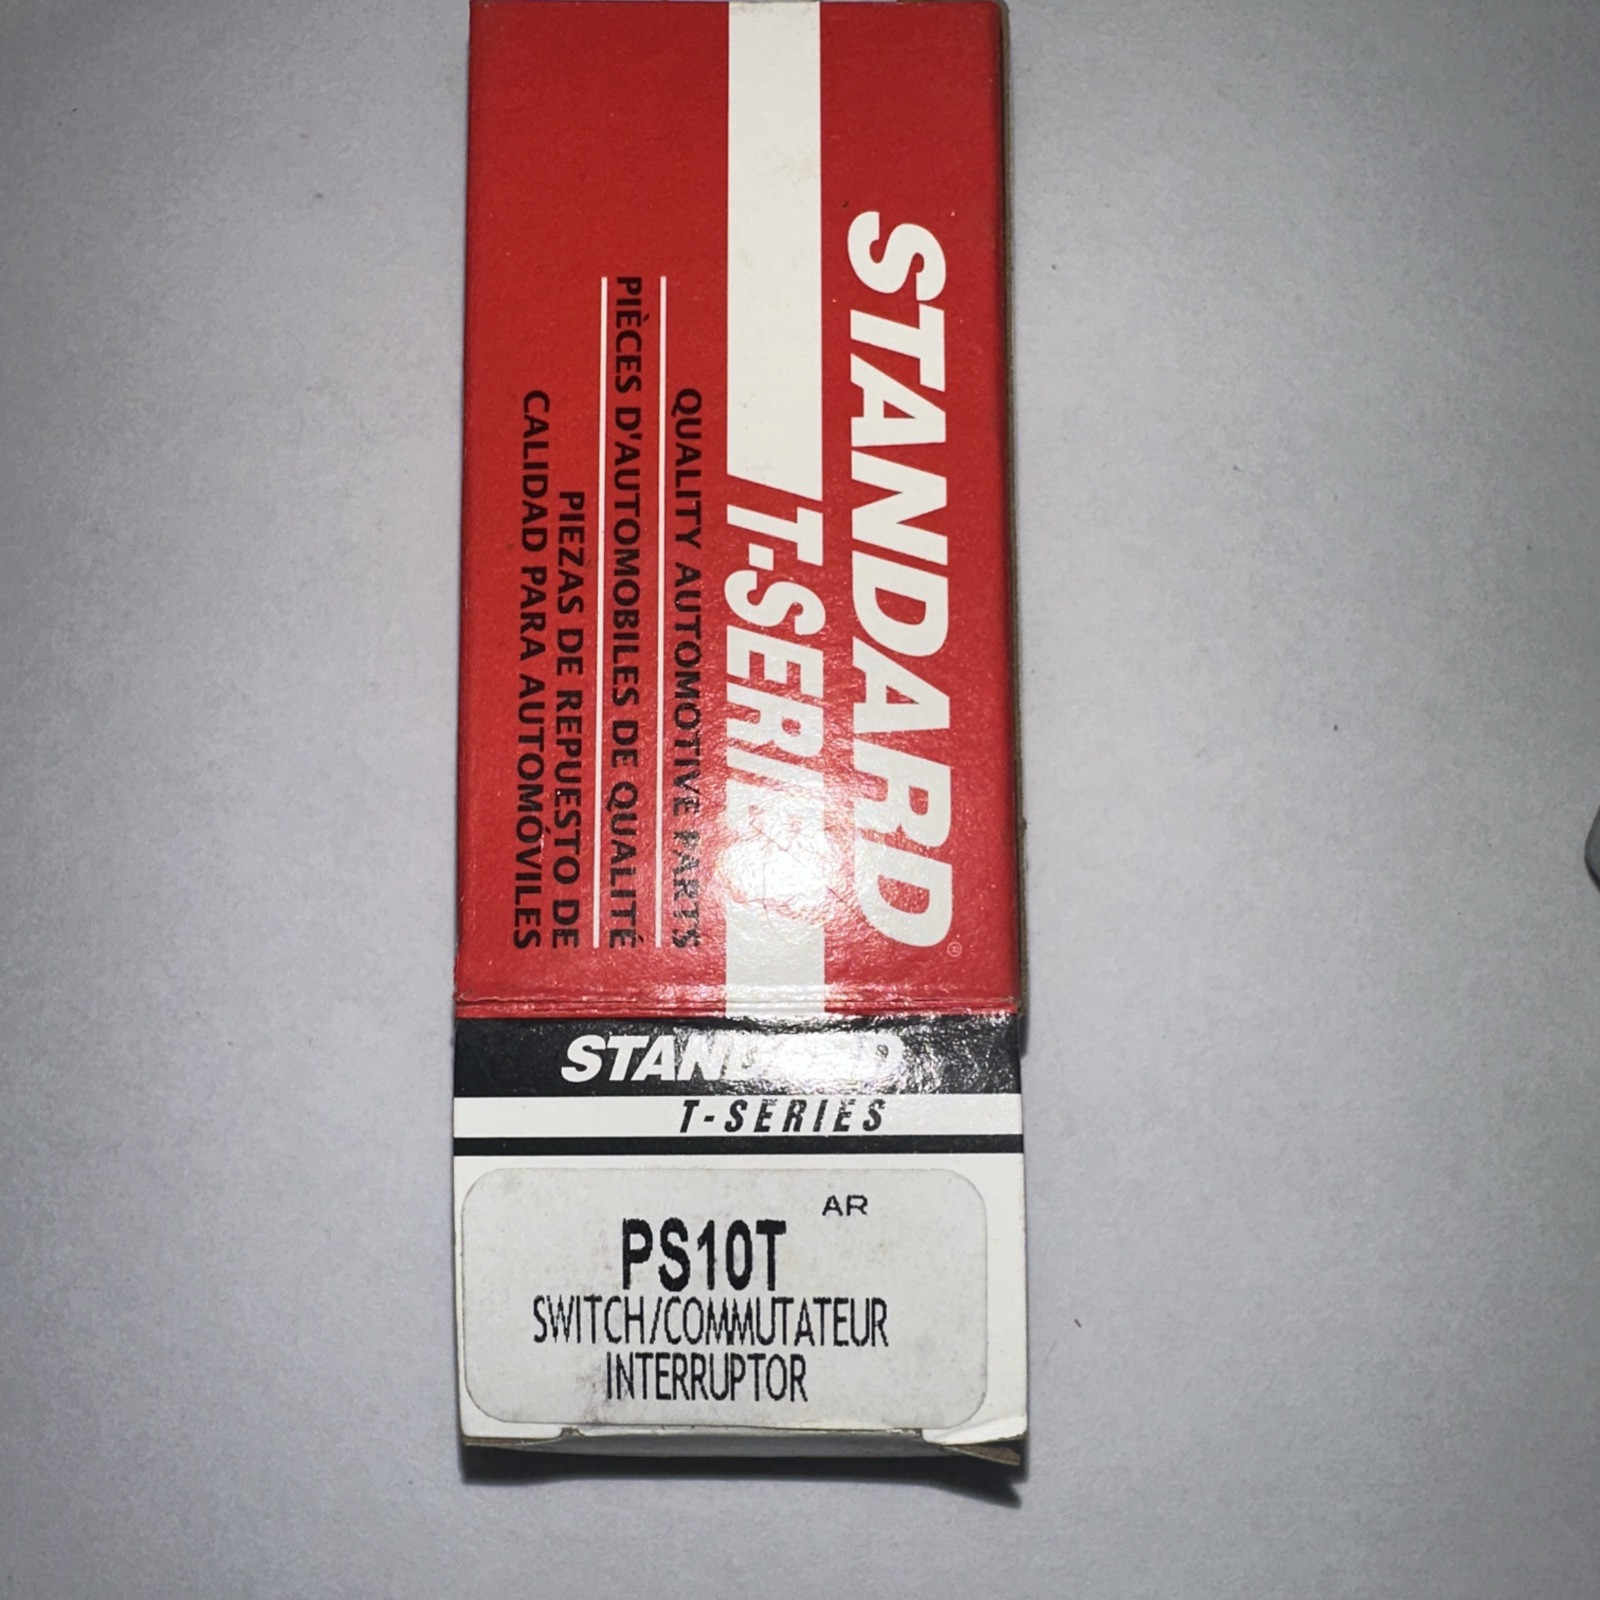 STANDARD®
T-SERIES
QUALITY AUTOMOTIVE PARTS
PIÈCES D'AUTOMOBILES DE QUALITÉ
PIEZAS DE REPUESTO DE
CALIDAD PARA AUTOMÓVILES
STANDARD
T-SERIES
AR
PS10T
SWITCH/COMMUTATEUR
INTERRUPTOR